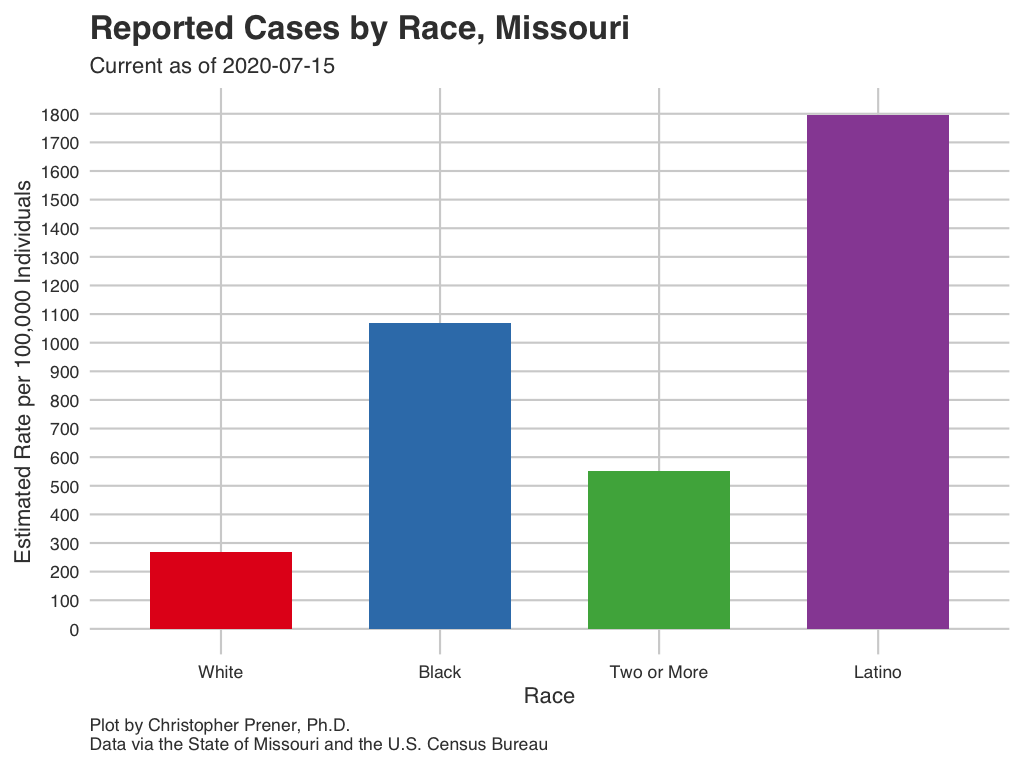 Reported Cases by Race, Missouri
Current as of 2020-07-15
Estimated Rate per 100,000 Individuals
1800
1700
1600
1500
1400
1300
1200
1100
1000
900
800
700
600
500
400
300
200
100
0
White
Black
Two or More
Latino
Race
Plot by Christopher Prener, Ph.D.
Data via the State of Missouri and the U.S. Census Bureau